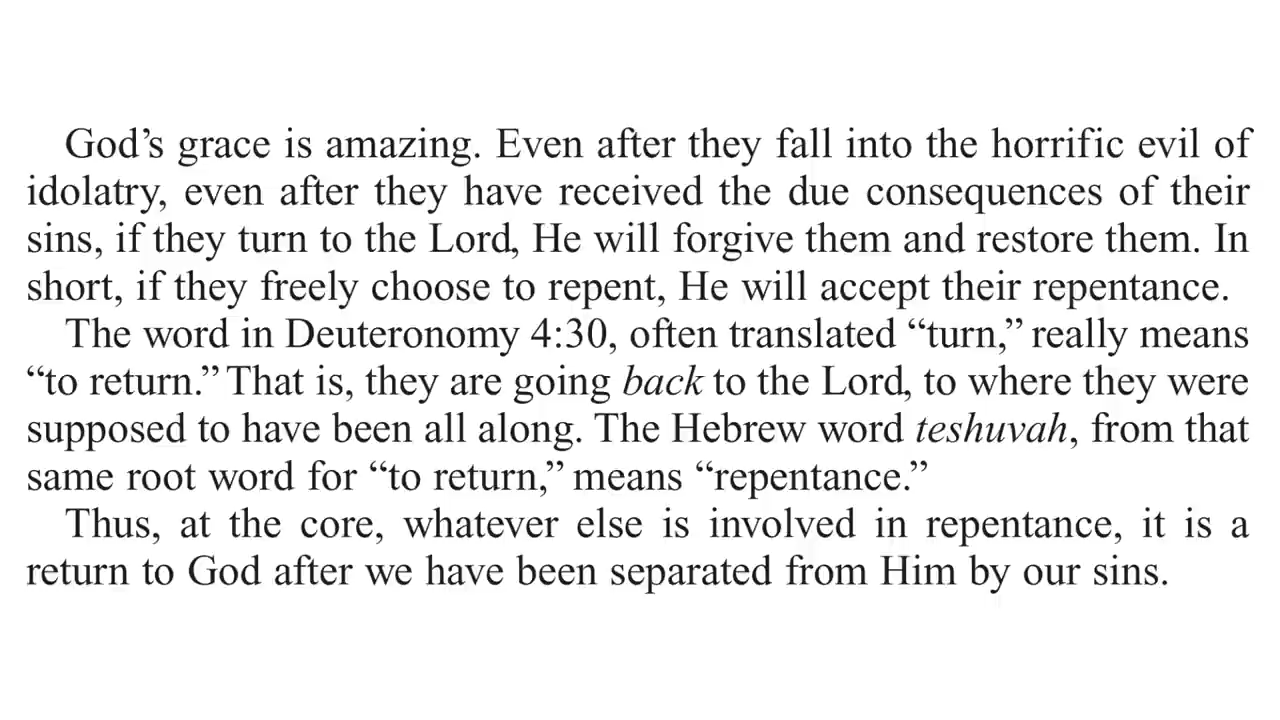 God’s grace is amazing. Even after they fall into the horrific evil of
idolatry, even after they have received the due consequences of their
sins, if they turn to the Lord, He will forgive them and restore them. In
short, if they freely choose to repent, He will accept their repentance.
The word in Deuteronomy 4:30, often translated “turn,” really means
“to return.” That is, they are going back to the Lord, to where they were
supposed to have been all along. The Hebrew word teshuvah, from that
same root word for “to return,” means “repentance.”
Thus, at the core, whatever else is involved in repentance, it is a
return to God after we have been separated from Him by our sins.